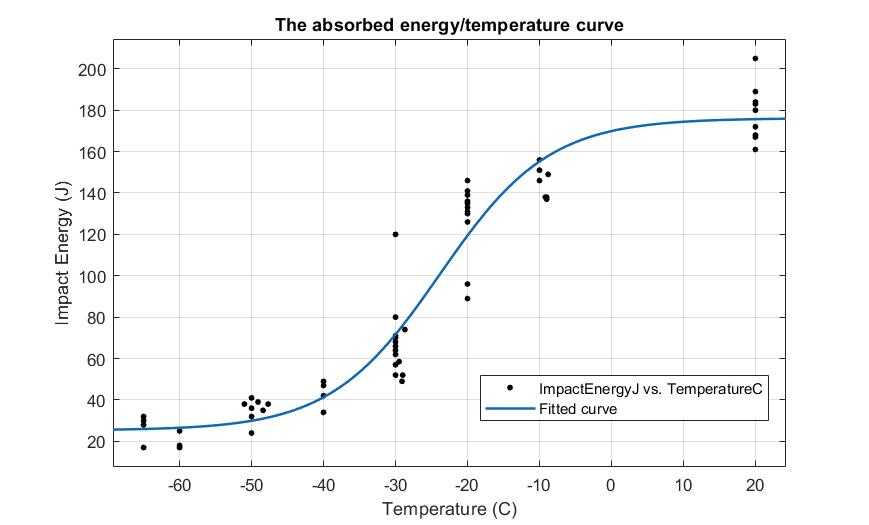 The absorbed energy/temperature curve
200
180
160
140
120
100
80
60
40
20
Impact Energy (J)
ImpactEnergyJ vs. TemperatureC
Fitted curve
-60 -50 -40 -30 -20 -10 0 10 20
Temperature (C)